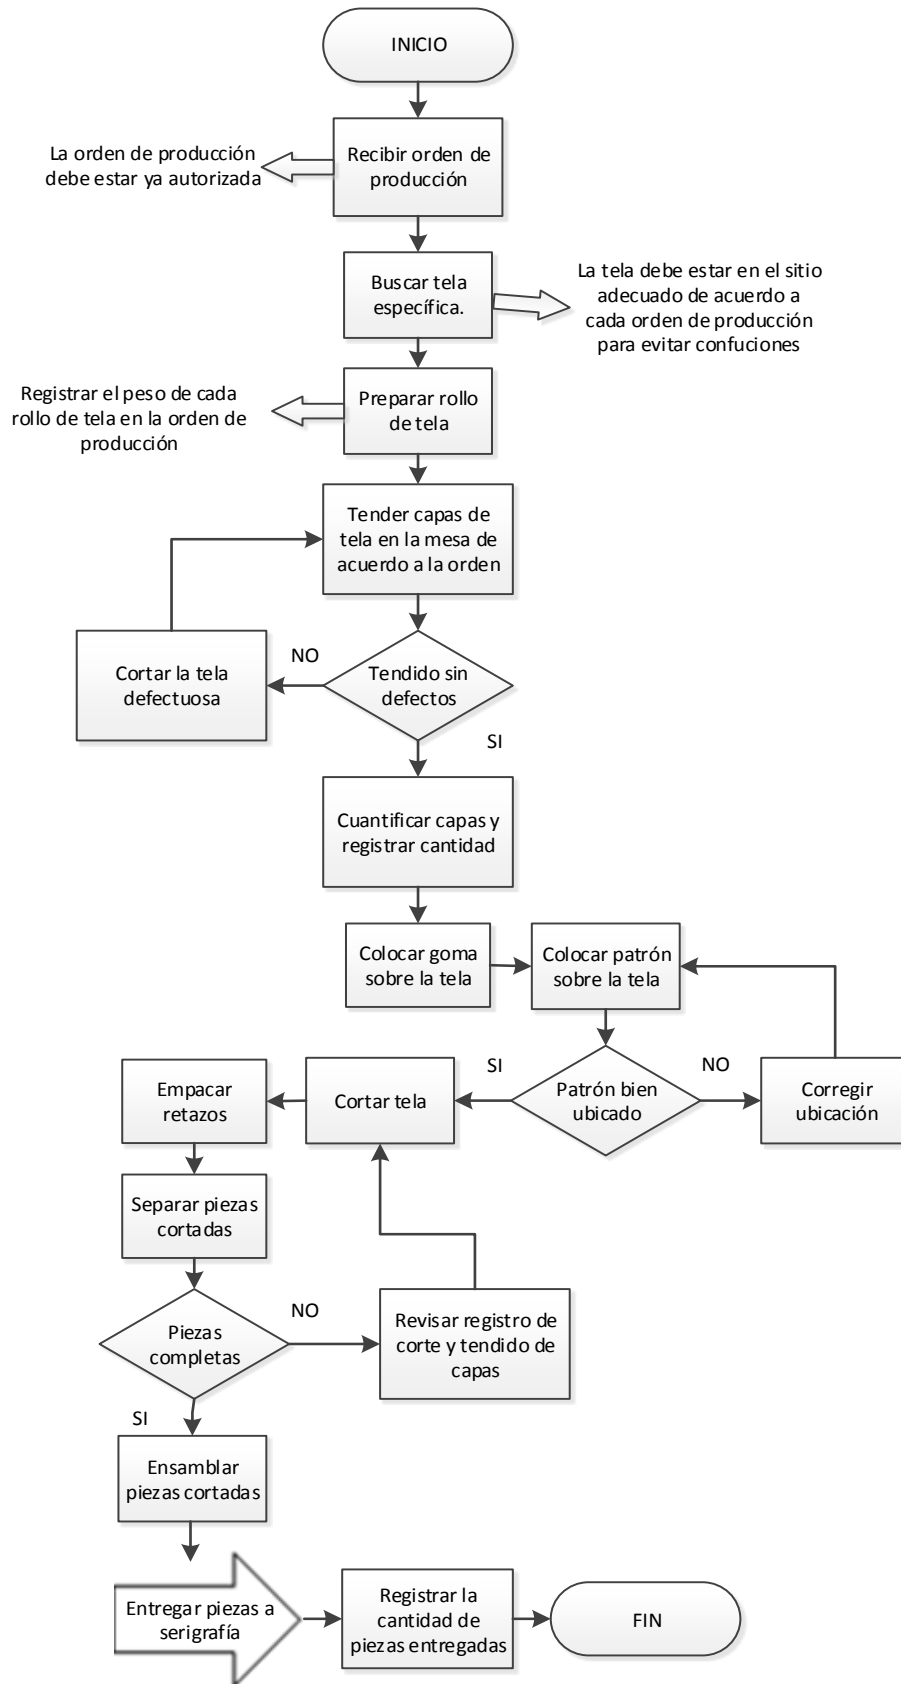 INICIO
La orden de producción
debe estar ya autorizada
Recibir orden de
producción
Buscar tela
específica.
La tela debe estar en el sitio
adecuado de acuerdo a
cada orden de producción
para evitar confuciones
Registrar el peso de cada
rollo de tela en la orden de
producción
Preparar rollo
de tela
Tender capas de
tela en la mesa de
acuerdo a la orden
Cortar la tela
defectuosa
NO
Tendido sin
defectos
SI
Cuantificar capas y
registrar cantidad
Colocar goma
sobre la tela
Colocar patrón
sobre la tela
Empacar
retazos
Cortar tela
SI
Patrón bien
ubicado
NO
Corregir
ubicación
Separar piezas
cortadas
Piezas
completas
NO
Revisar registro de
corte y tendido de
capas
SI
Ensamblar
piezas cortadas
Entregar piezas a
serigrafía
Registrar la
cantidad de
piezas entregadas
FIN